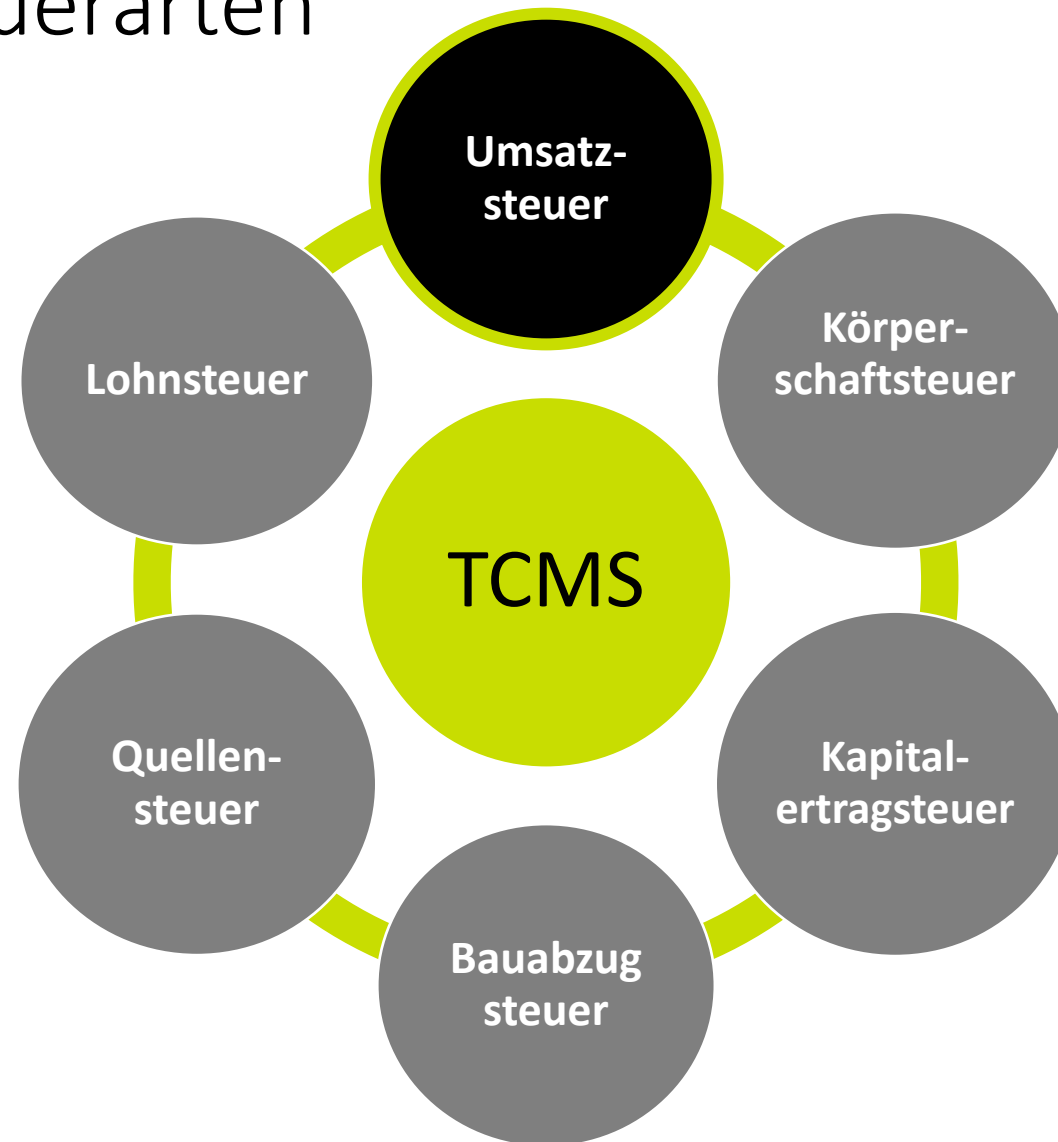 uerarten
Umsatz-
steuer
Körper-
schaftsteuer
Lohnsteuer
TCMS
Quellen-
steuer
Kapital-
ertragsteuer
Bauabzug
steuer